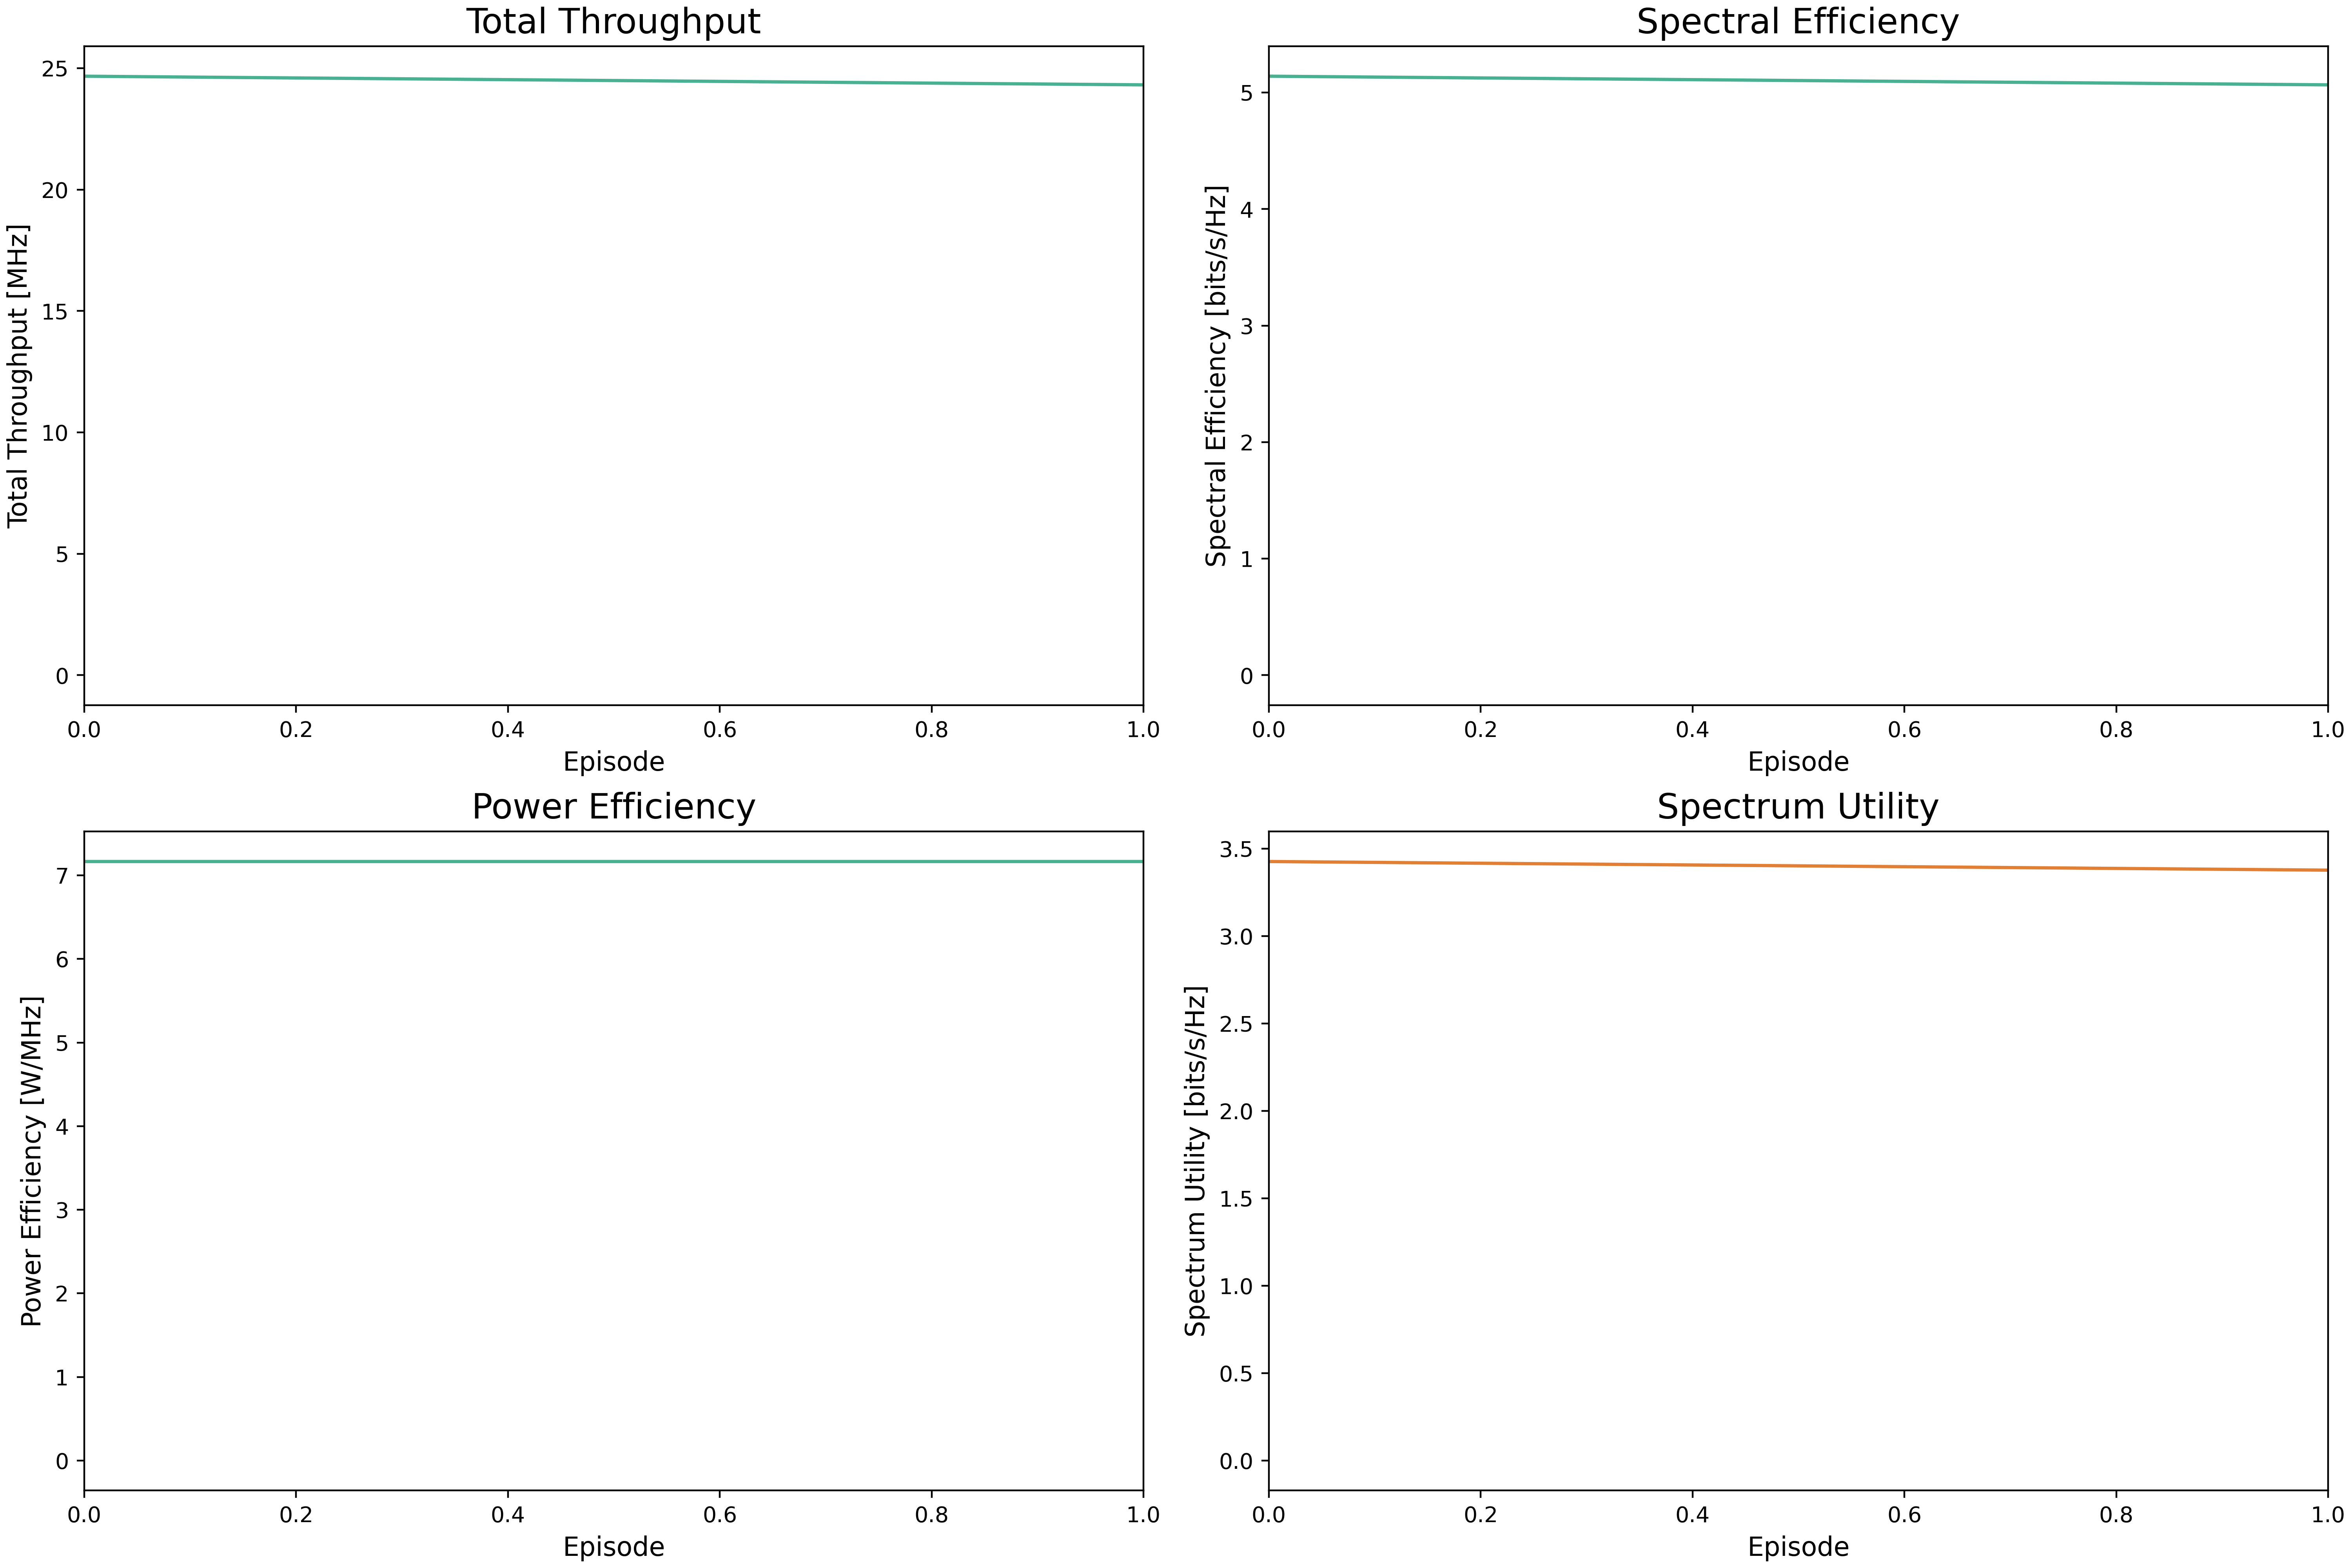 Total Throughput
Total Throughput [MHz]
25
20
15
10
5
0
0.0 0.2 0.4 0.6 0.8 1.0
Episode
Spectral Efficiency
Spectral Efficiency [bits/s/Hz]
5
4
3
2
1
0
0.0 0.2 0.4 0.6 0.8 1.0
Episode
Power Efficiency
Power Efficiency [W/MHz]
7
6
5
4
3
2
1
0
0.0 0.2 0.4 0.6 0.8 1.0
Episode
Spectrum Utility
Spectrum Utility [bits/s/Hz]
3.5
3.0
2.5
2.0
1.5
1.0
0.5
0.0
0.0 0.2 0.4 0.6 0.8 1.0
Episode